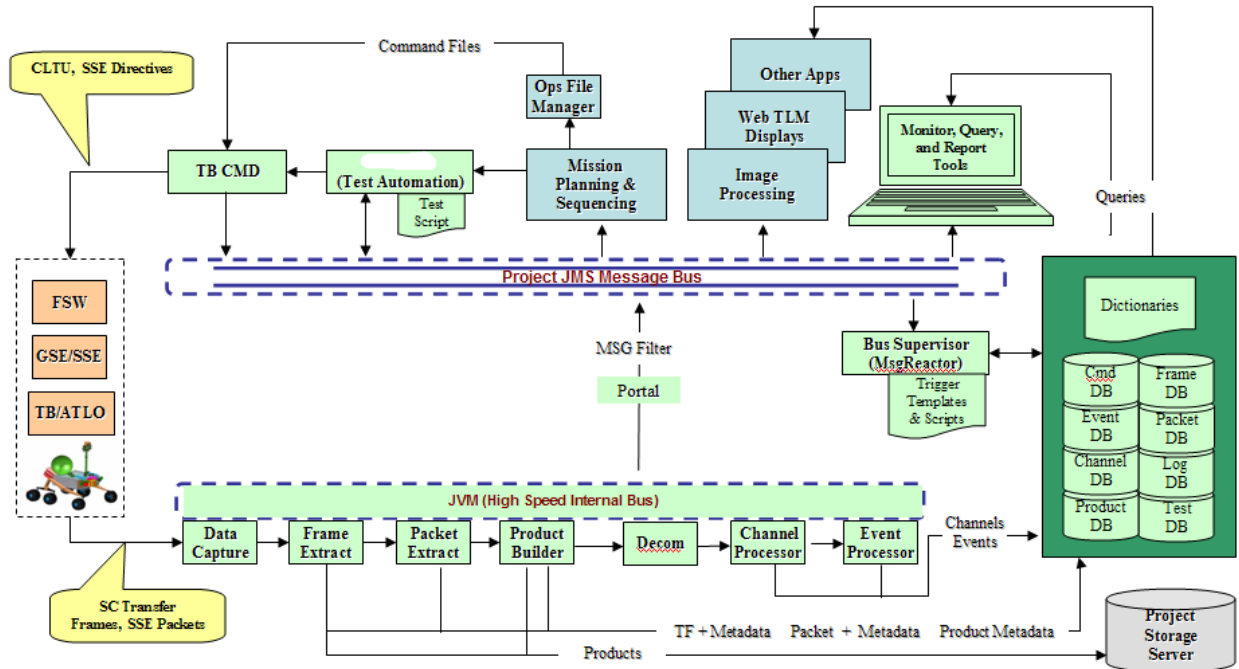 Command Files
CLTU, SSE Directives
Ops File
Manager
Other Apps
Web TLM
Displays
Image
Processing
Monitor, Query,
and Report
Tools
TB CMD
(Test Automation)
Test
Script
Mission
Planning &
Sequencing
Queries
Project JMS Message Bus
FSW
GSE/SSE
TB/ATLO
MSG Filter
Portal
Bus Supervisor
(MsgReactor)
Trigger
Templates
& Scripts
Dictionaries
Cmd
DB
Frame
DB
Event
DB
Packet
DB
Channel
DB
Log
DB
Product
DB
Test
DB
JVM (High Speed Internal Bus)
Data
Capture
Frame
Extract
Packet
Extract
Product
Builder
Decom
Channel
Processor
Event
Processor
Channels
Events
SC Transfer
Frames, SSE Packets
TF + Metadata Packet + Metadata Product Metadata
Products
Project
Storage
Server